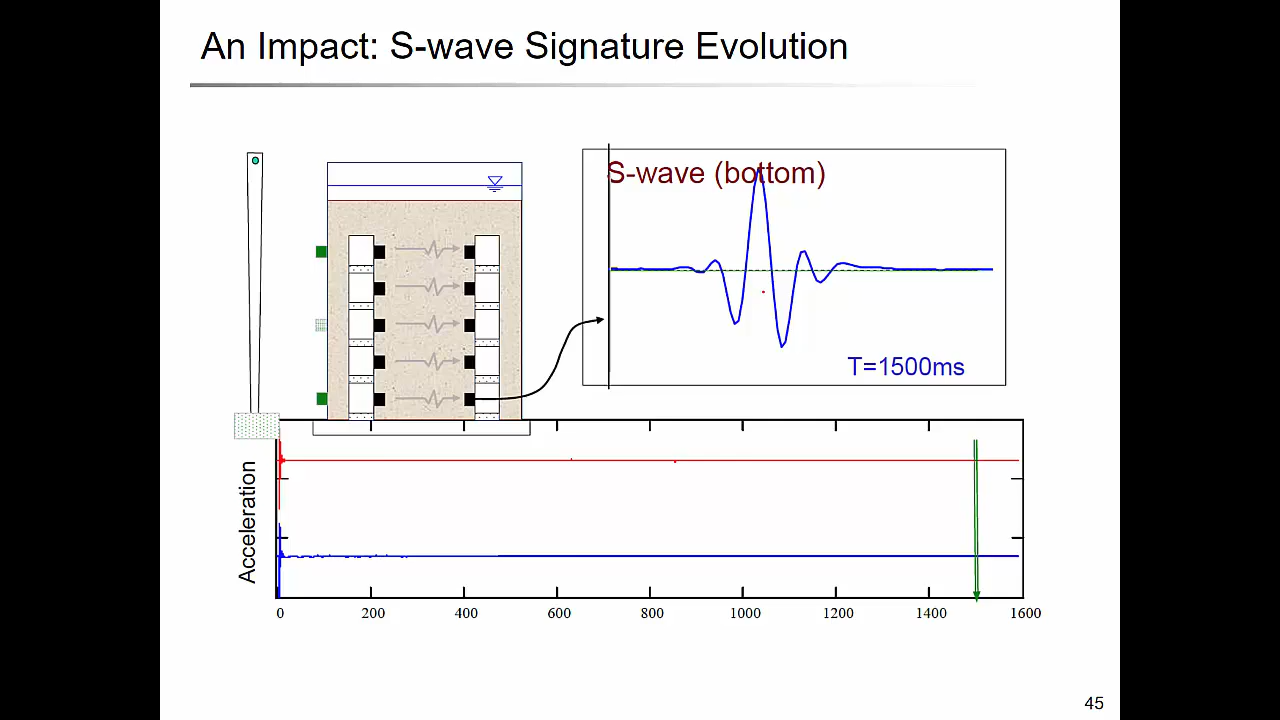 An Impact: S-wave Signature Evolution
S-wave (bottom)
T=1500ms
Acceleration
0 200 400 600 800 1000 1200 1400 1600
45